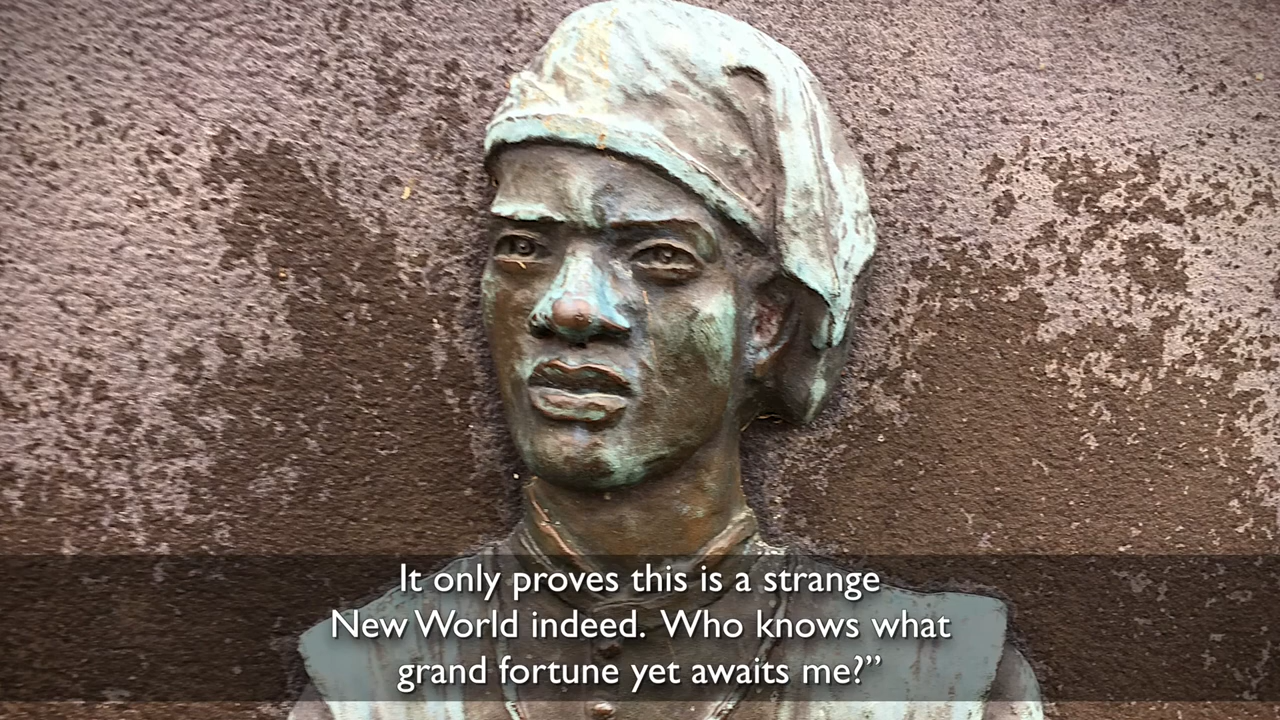 It only proves this is a strange
New World indeed. Who knows what
grand fortune yet awaits me?”